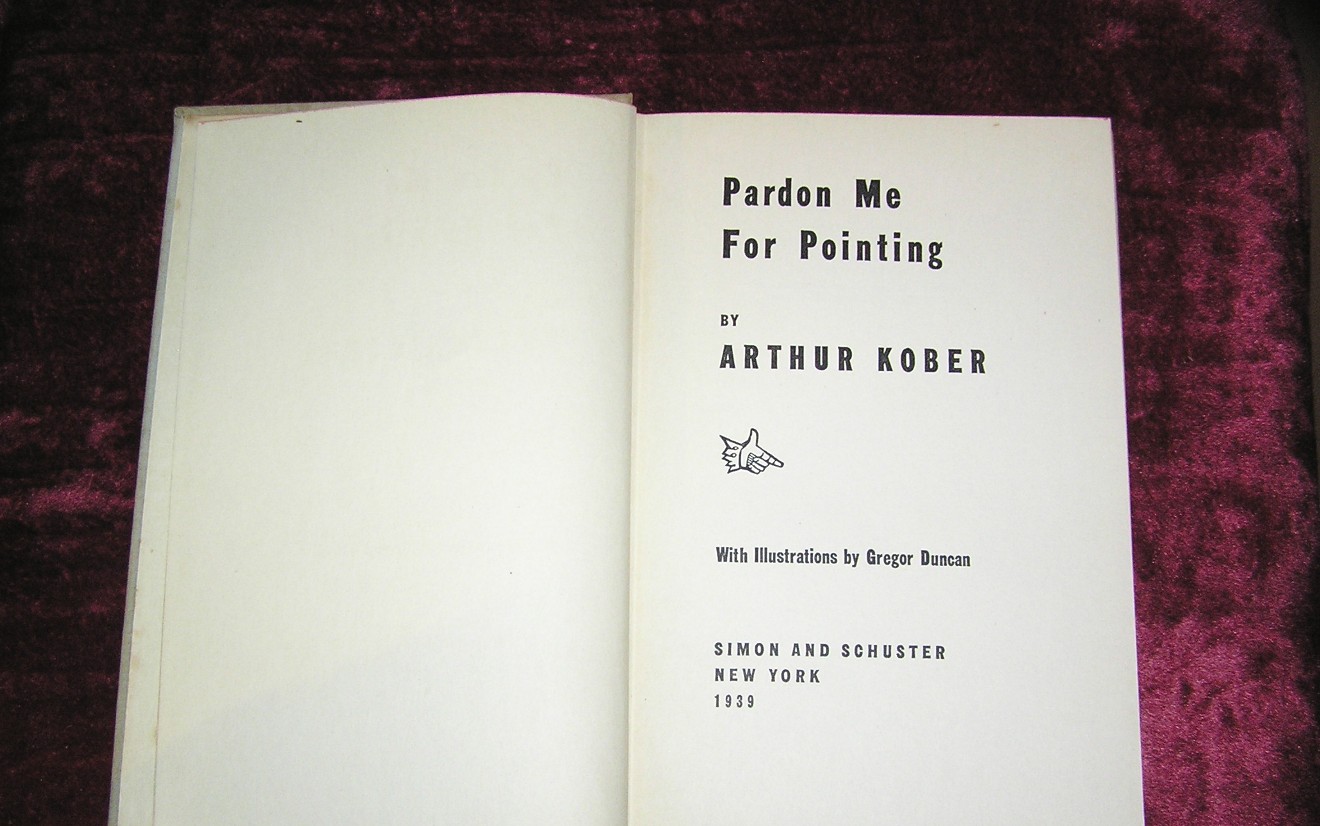 Pardon Me
For Pointing
BY
ARTHUR KOBER
With Illustrations by Gregor Duncan
SIMON AND SCHUSTER
NEW YORK
1939